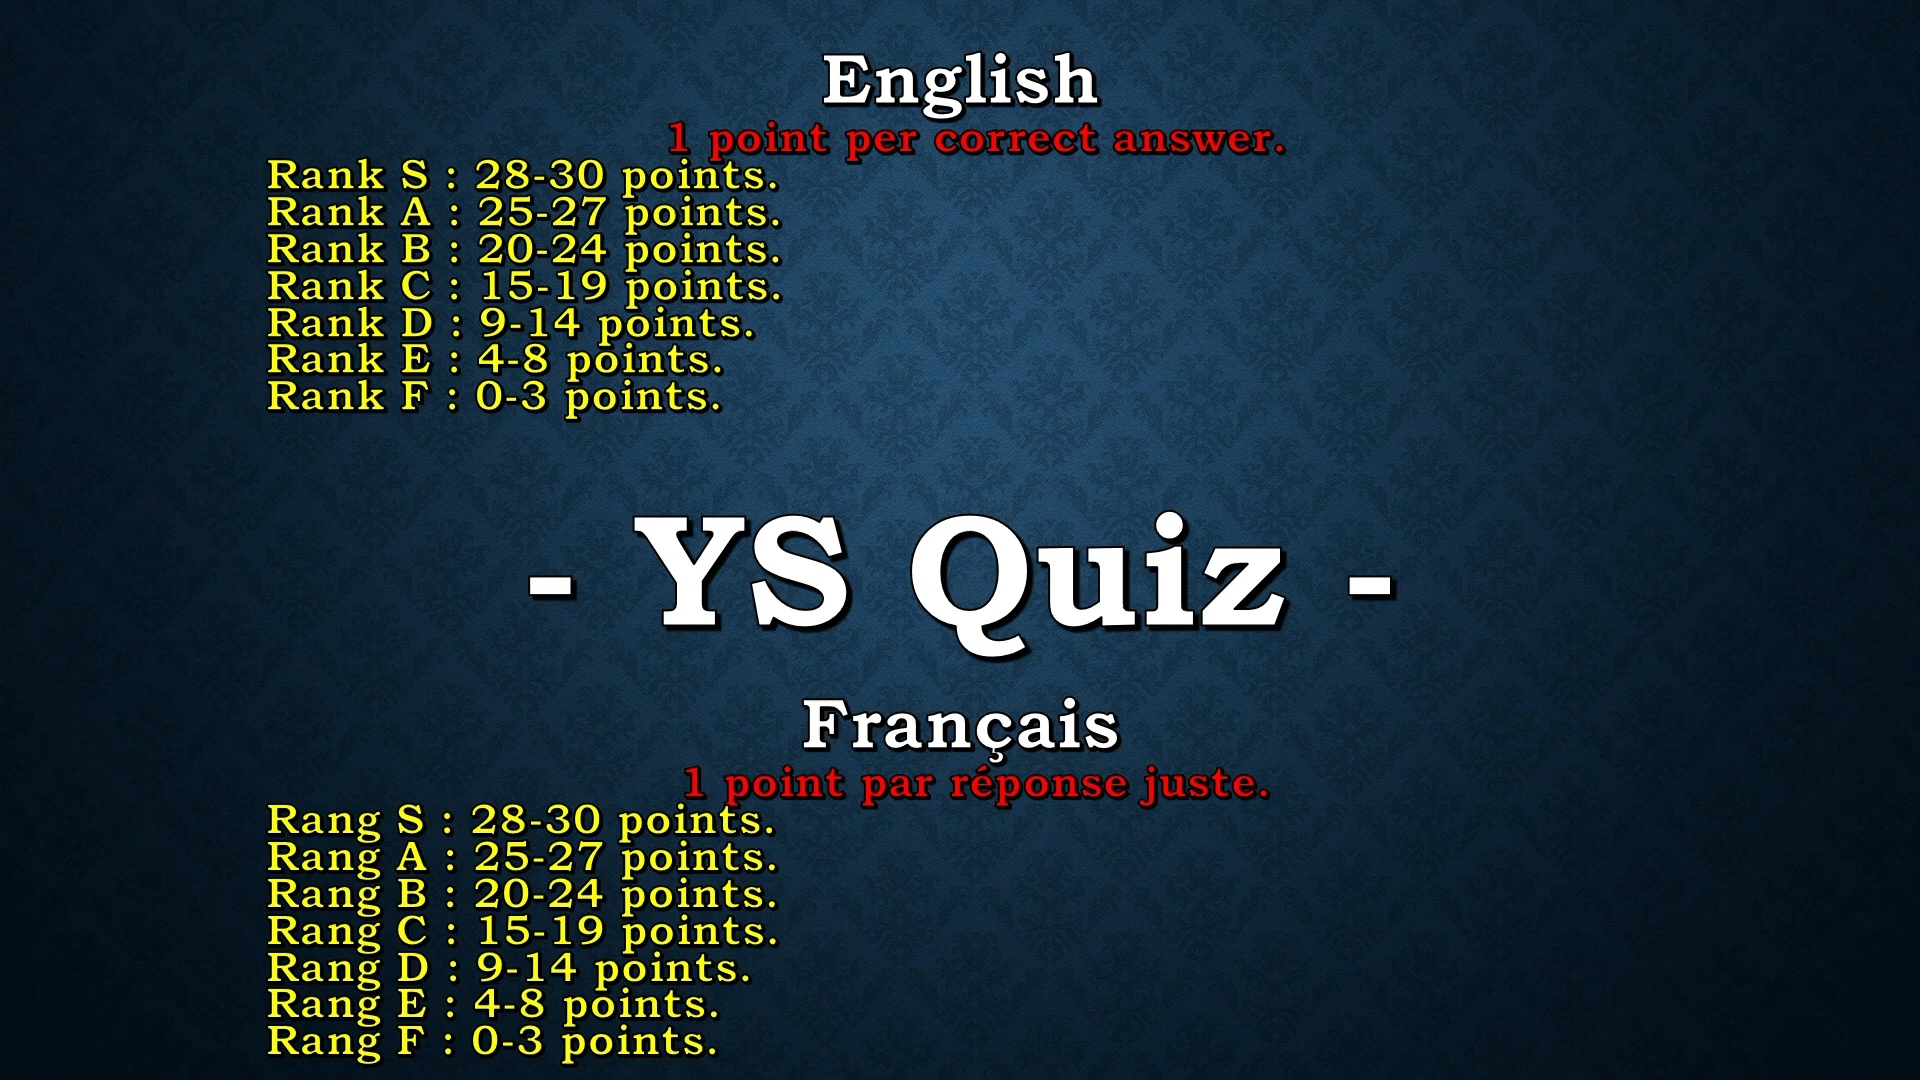 English
1 point per correct answer.
Rank S : 28-30 points.
Rank A : 25-27 points.
Rank B : 20-24 points.
Rank C : 15-19 points.
Rank D : 9-14 points.
Rank E : 4-8 points.
Rank F : 0-3 points.
- YS Quiz -
Français
1 point par réponse juste.
Rang S : 28-30 points.
Rang A : 25-27 points.
Rang B : 20-24 points.
Rang C : 15-19 points.
Rang D : 9-14 points.
Rang E : 4-8 points.
Rang F : 0-3 points.